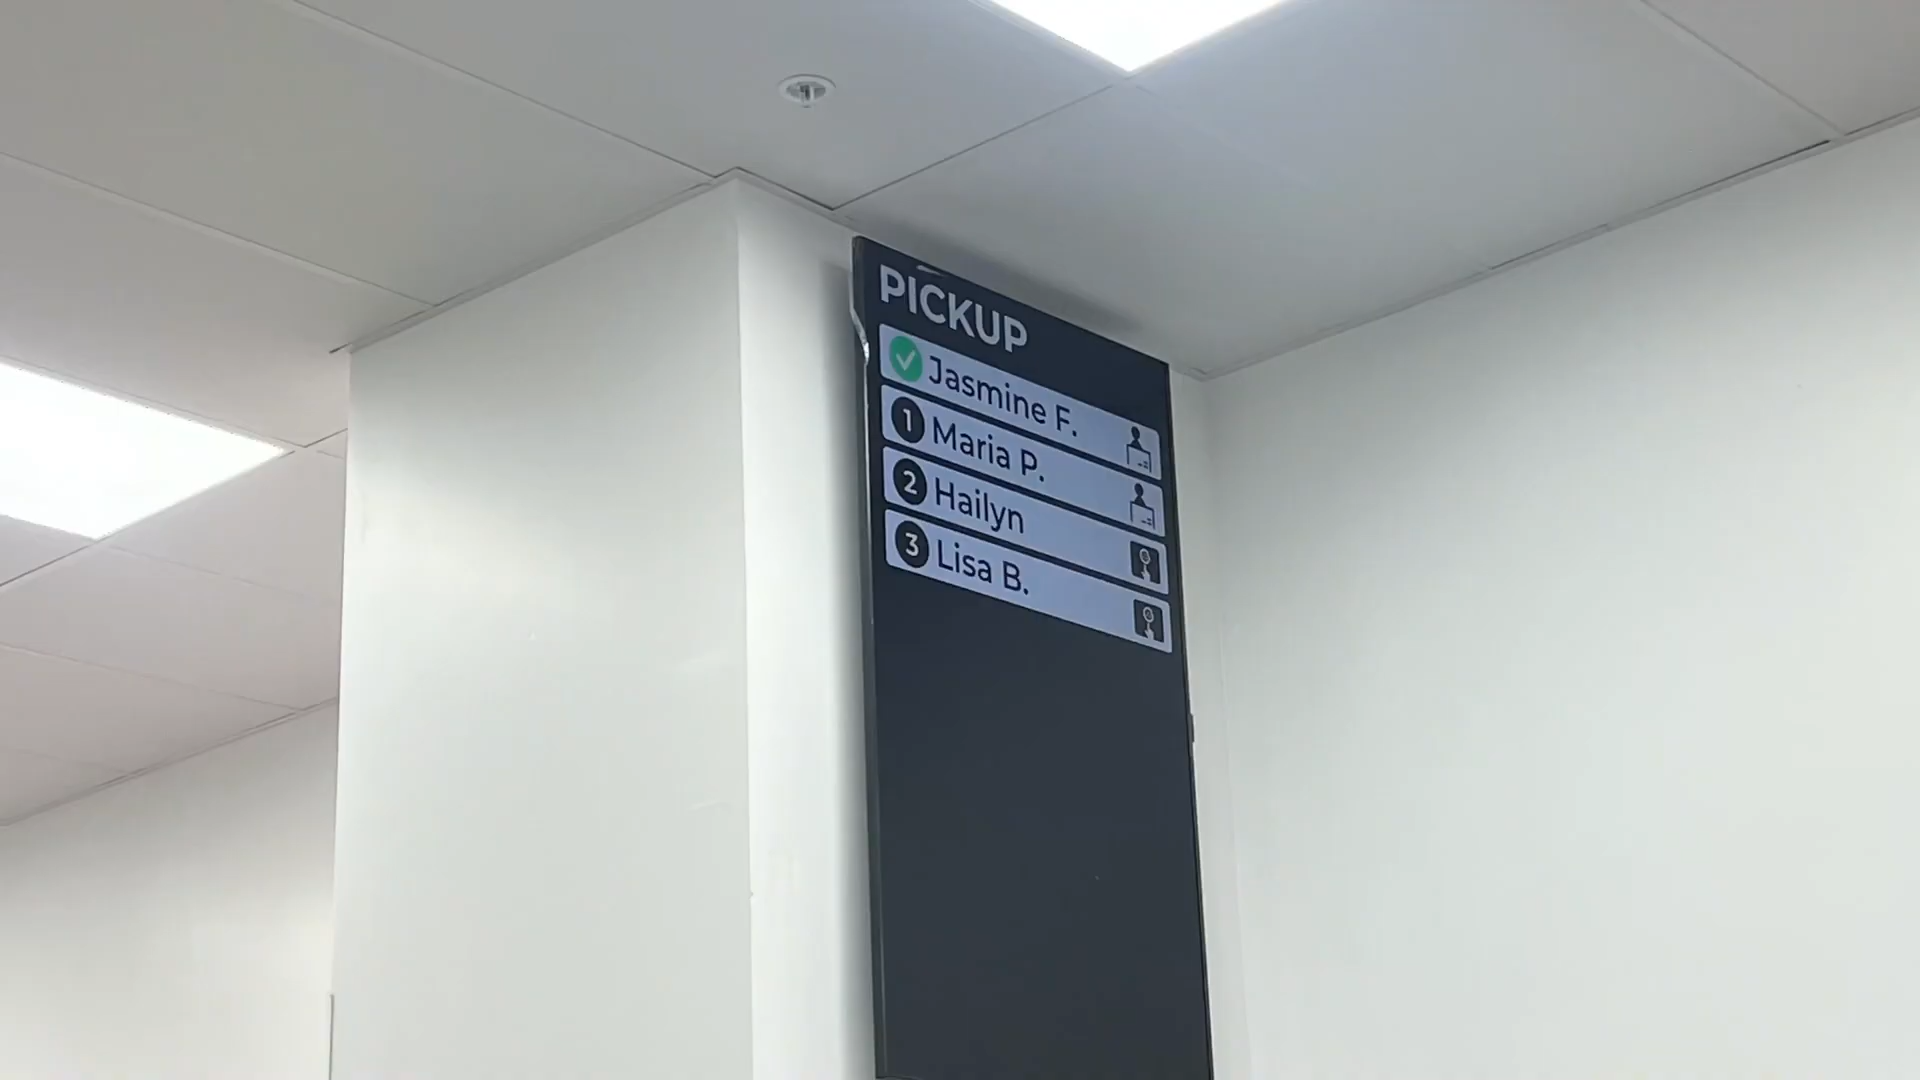 PICKUP
Jasmine F.
1 Maria P.
2 Hailyn
3 Lisa B.